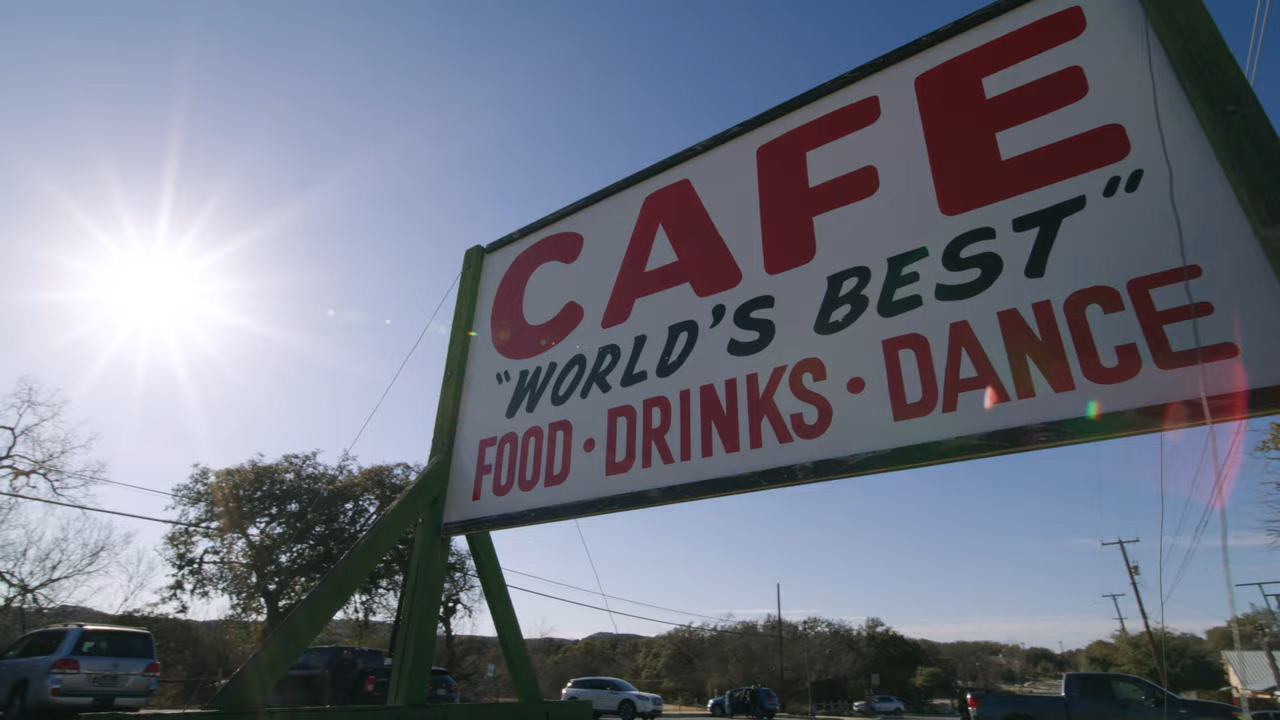 CAFE
"WORLD'S BEST"
FOOD · DRINKS · DANCE